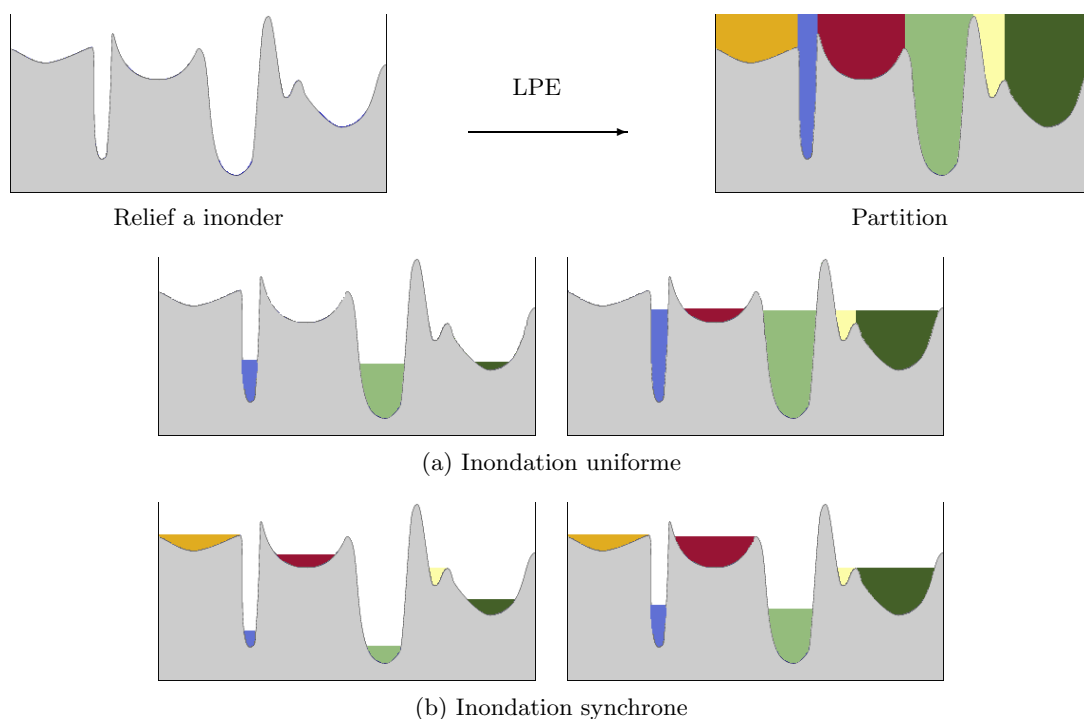 LPE
Relief a inonder
Partition
(a) Inondation uniforme
(b) Inondation synchrone